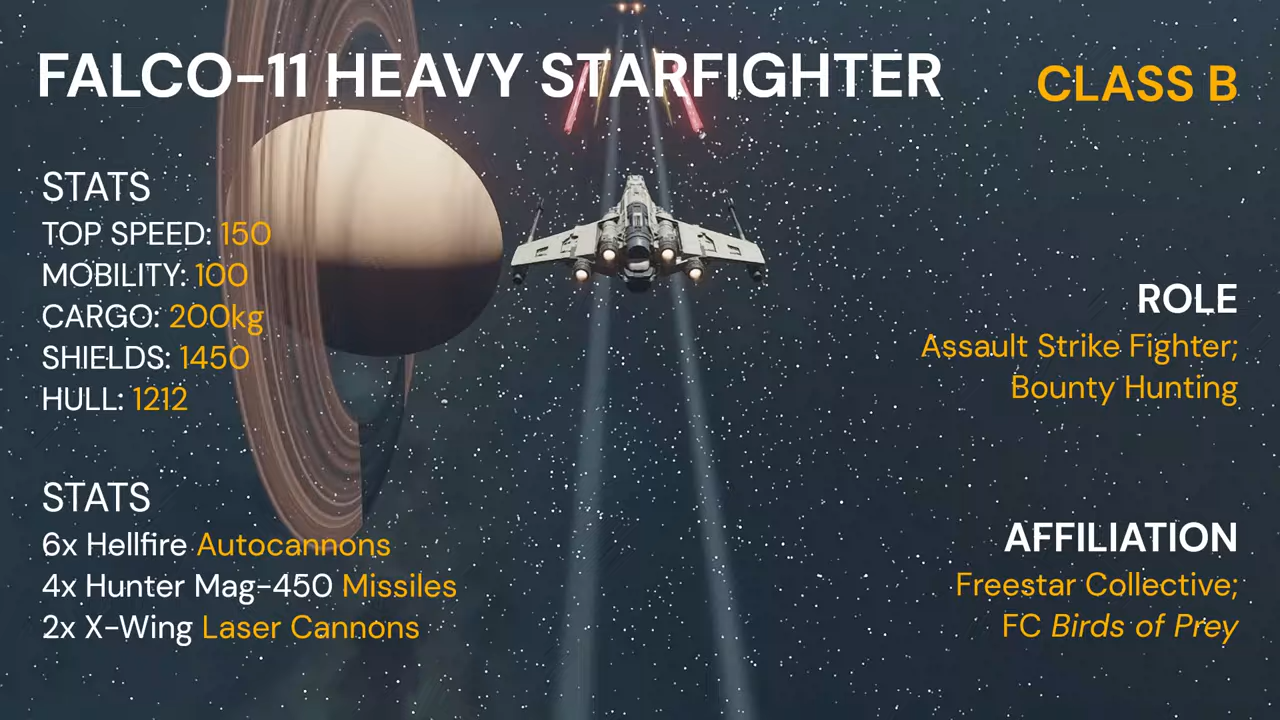 FALCO-11 HEAVY STARFIGHTER
CLASS B
STATS
TOP SPEED: 150
MOBILITY: 100
CARGO: 200kg
SHIELDS: 1450
HULL: 1212
STATS
6x Hellfire Autocannons
4x Hunter Mag-450 Missiles
2x X-Wing Laser Cannons
ROLE
Assault Strike Fighter;
Bounty Hunting
AFFILIATION
Freestar Collective;
FC Birds of Prey